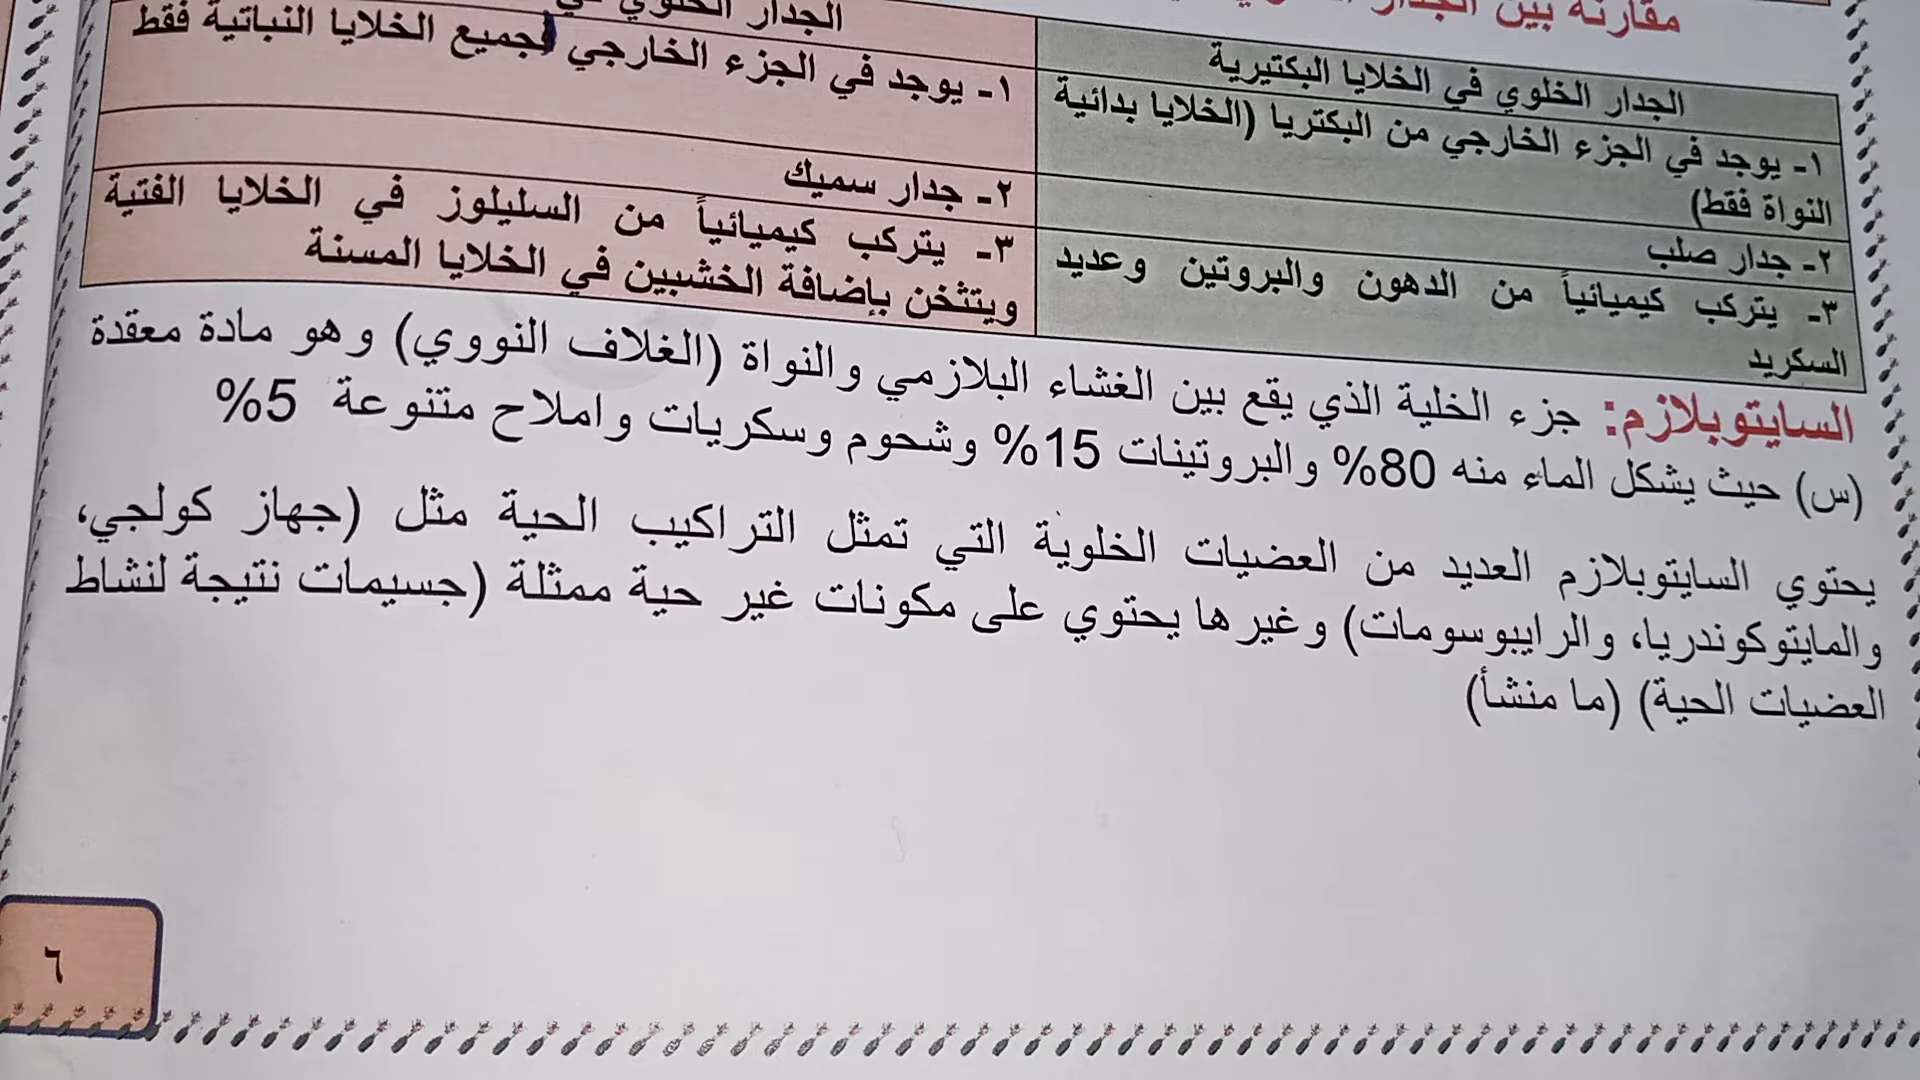 مقارنة بين الجدار
الجدار الخلوي في الخلايا البكتيرية
١- يوجد في الجزء الخارجي من البكتريا (الخلايا بدائية
النواة فقط)
٢- جدار صلب
٣- يتركب كيميائياً من الدهون والبروتين وعديد
السكريد
الجدار الخلوي في
١- يوجد في الجزء الخارجي لجميع الخلايا النباتية فقط
٢- جدار سميك
٣- يتركب كيميائياً من السليلوز في الخلايا الفتية
ويتثخن بإضافة الخشبين في الخلايا المسنة
السايتوبلازم: جزء الخلية الذي يقع بين الغشاء البلازمي والنواة (الغلاف النووي) وهو مادة معقدة
(س) حيث يشكل الماء منه 80% والبروتينات 15% وشحوم وسكريات واملاح متنوعة 5%
يحتوي السايتوبلازم العديد من العضيات الخلوية التي تمثل التراكيب الحية مثل (جهاز كولجي،
والمايتوكوندريا، والرايبوسومات) وغيرها يحتوي على مكونات غير حية ممثلة (جسيمات نتيجة لنشاط
العضيات الحية) (ما منشأ)
٦